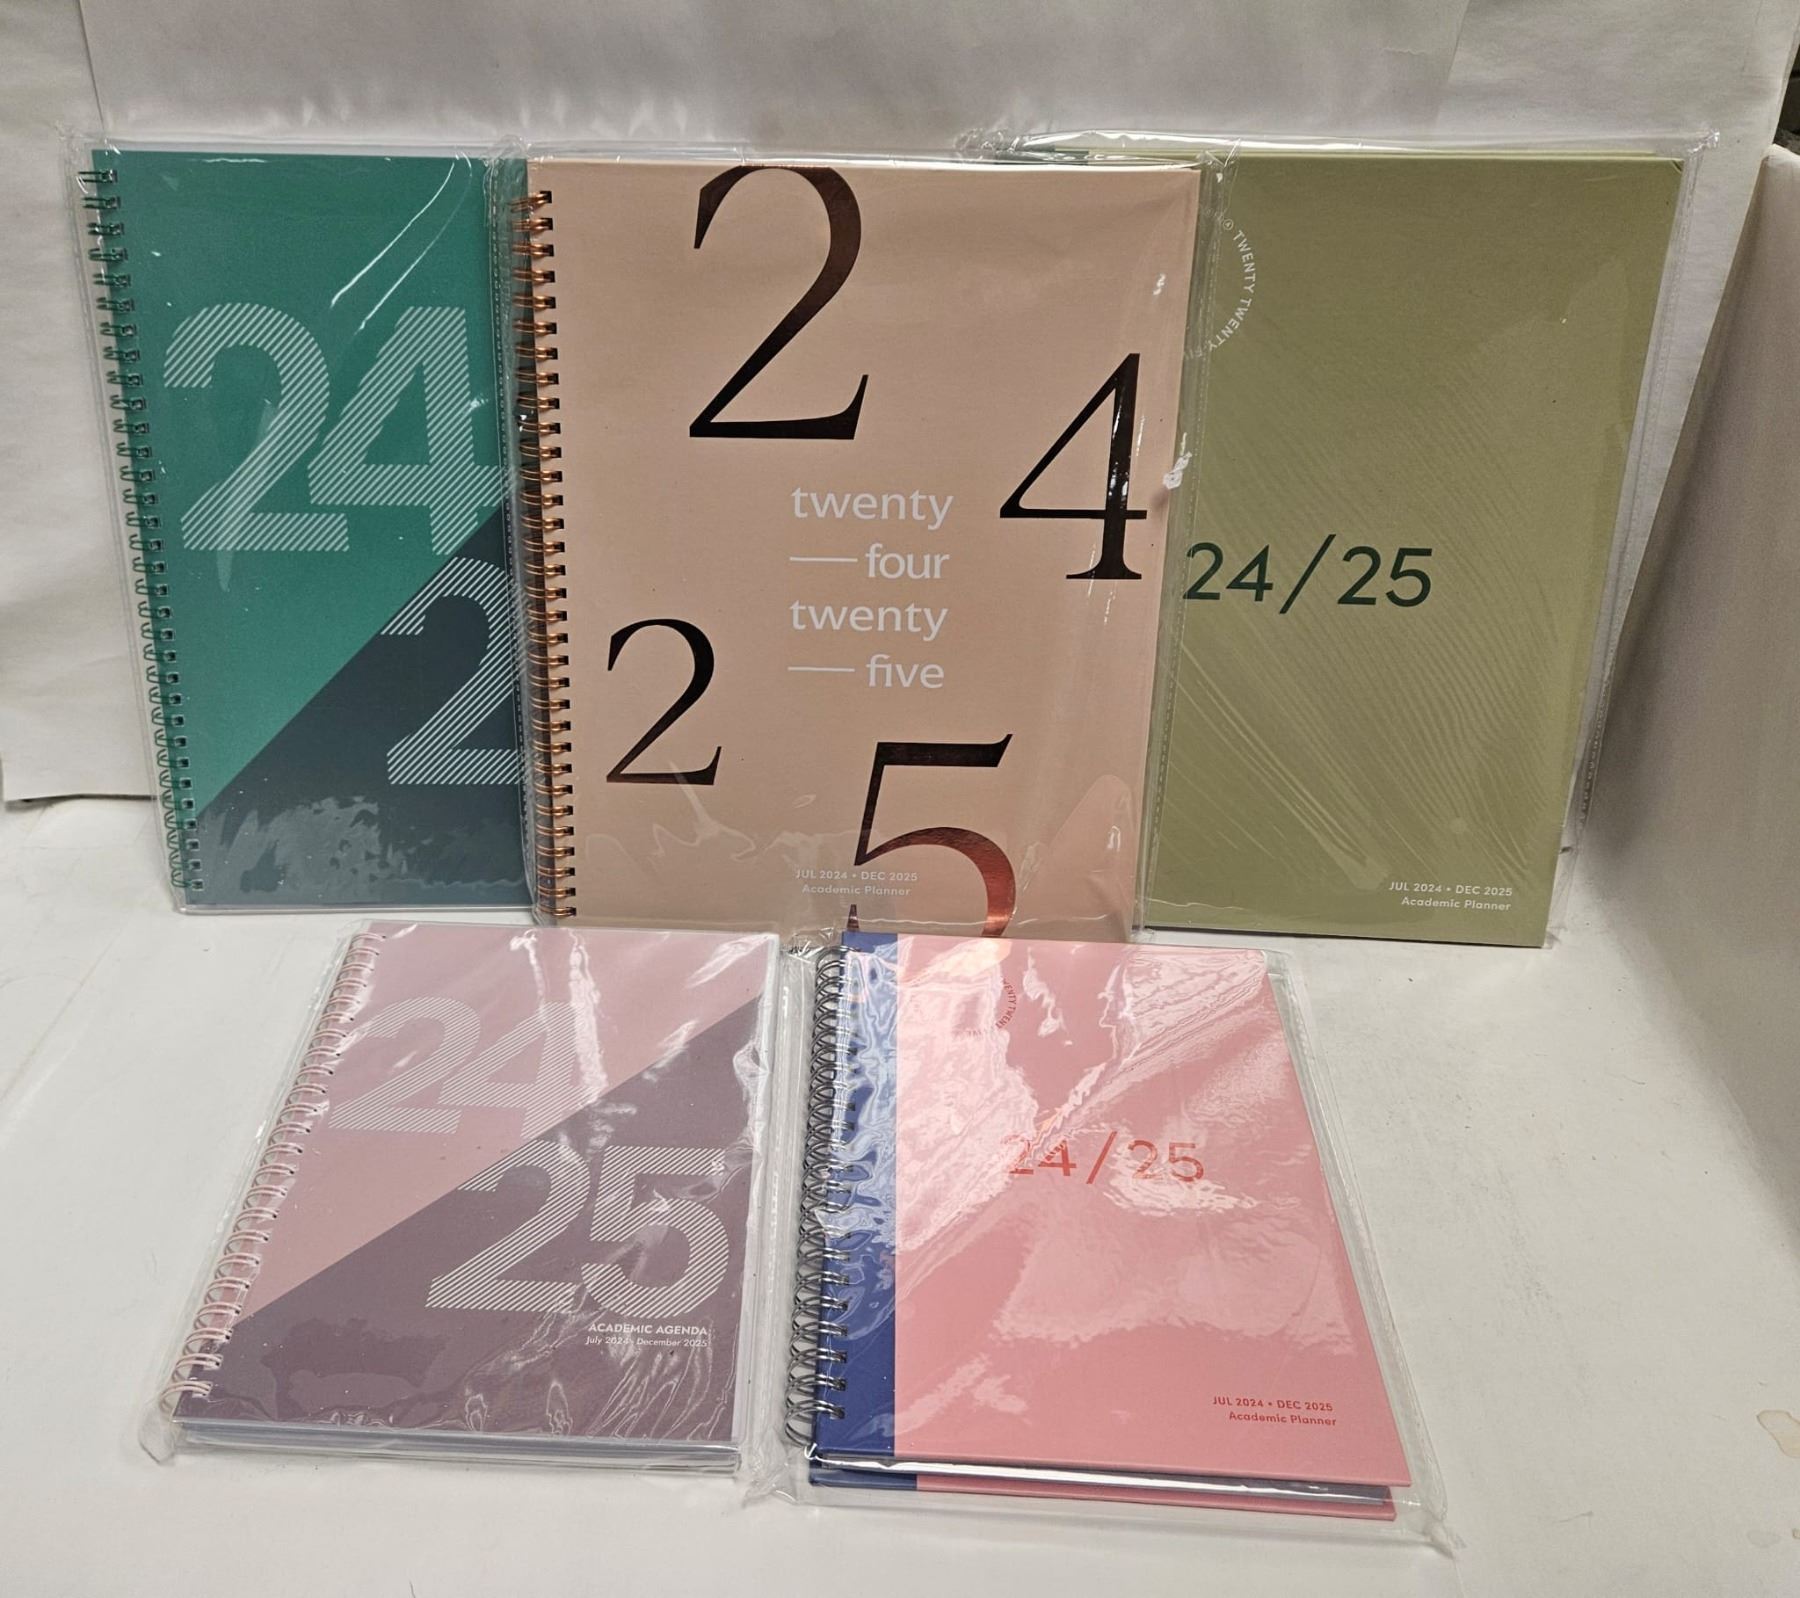 24
2
2
4
twenty
— four
twenty
— five
2
5
JUL 2024 • DEC 2025
Academic Planner
TWENTY TWENTY
24/25
JUL 2024 • DEC 2025
Academic Planner
24
25
ACADEMIC AGENDA
July 2024 - December 2025
24/25
JUL 2024 • DEC 2025
Academic Planner